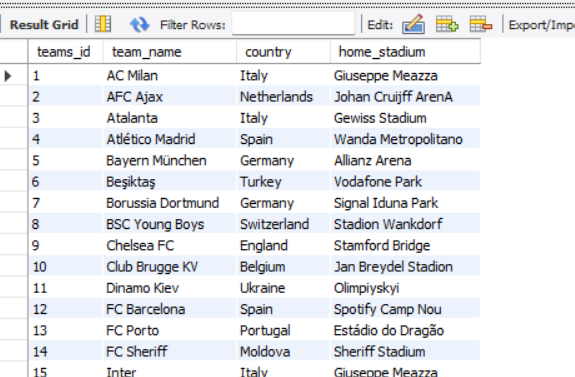 Result Grid Filter Rows: Edit: Export/Impo
teams_id team_name country home_stadium
1 AC Milan Italy Giuseppe Meazza
2 AFC Ajax Netherlands Johan Cruijff ArenA
3 Atalanta Italy Gewiss Stadium
4 Atlético Madrid Spain Wanda Metropolitano
5 Bayern München Germany Allianz Arena
6 Beşiktaş Turkey Vodafone Park
7 Borussia Dortmund Germany Signal Iduna Park
8 BSC Young Boys Switzerland Stadion Wankdorf
9 Chelsea FC England Stamford Bridge
10 Club Brugge KV Belgium Jan Breydel Stadion
11 Dinamo Kiev Ukraine Olimpiyskyi
12 FC Barcelona Spain Spotify Camp Nou
13 FC Porto Portugal Estádio do Dragão
14 FC Sheriff Moldova Sheriff Stadium
15 Inter Italy Giuseppe Meazza